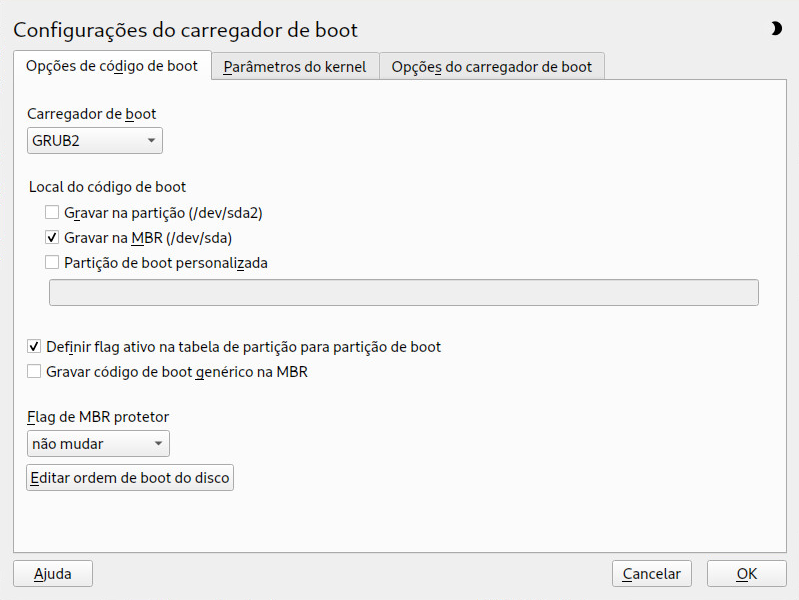 Configurações do carregador de boot
Opções de código de boot
Parâmetros do kernel
Opções do carregador de boot
Carregador de boot
GRUB2
Local do código de boot
Gravar na partição (/dev/sda2)
Gravar na MBR (/dev/sda)
Partição de boot personalizada
Definir flag ativo na tabela de partição para partição de boot
Gravar código de boot genérico na MBR
Flag de MBR protetor
não mudar
Editar ordem de boot do disco
Ajuda
Cancelar
OK